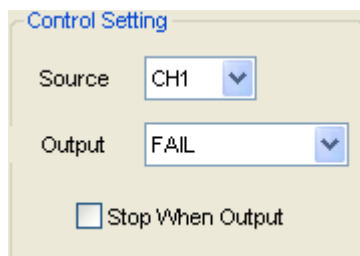 Control Setting
Source CH1
Output FAIL
Stop When Output